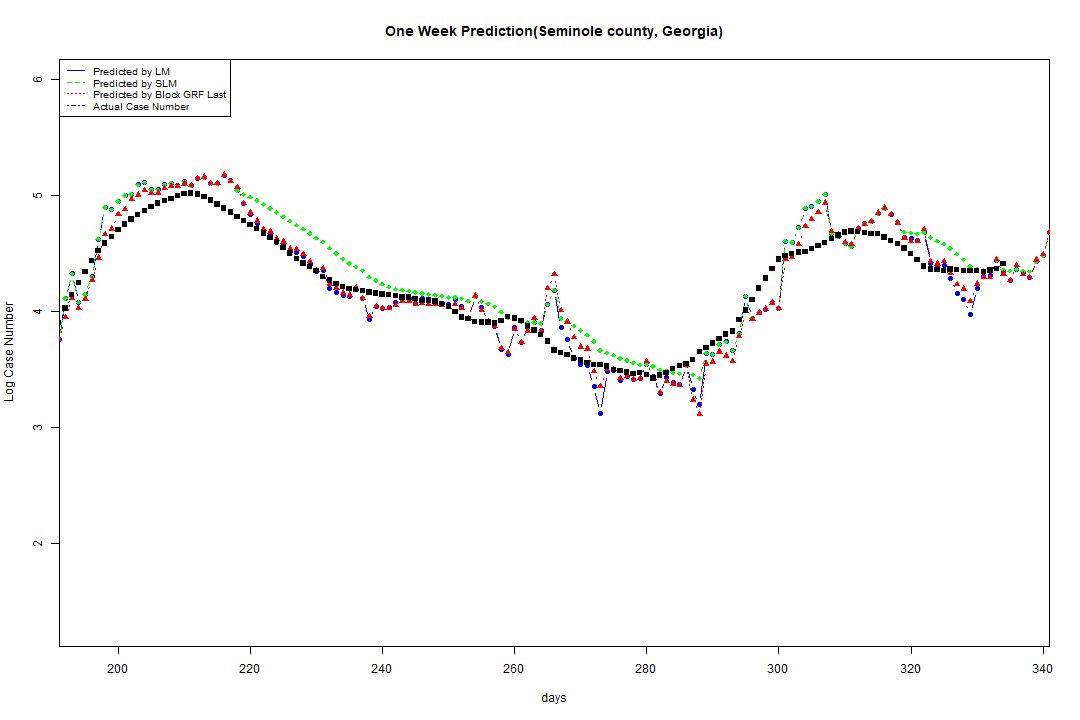 One Week Prediction(Seminole county, Georgia)
Predicted by LM
Predicted by SLM
Predicted by Block GRF Last
Actual Case Number
6
5
4
3
2
Log Case Number
200 220 240 260 280 300 320 340
days